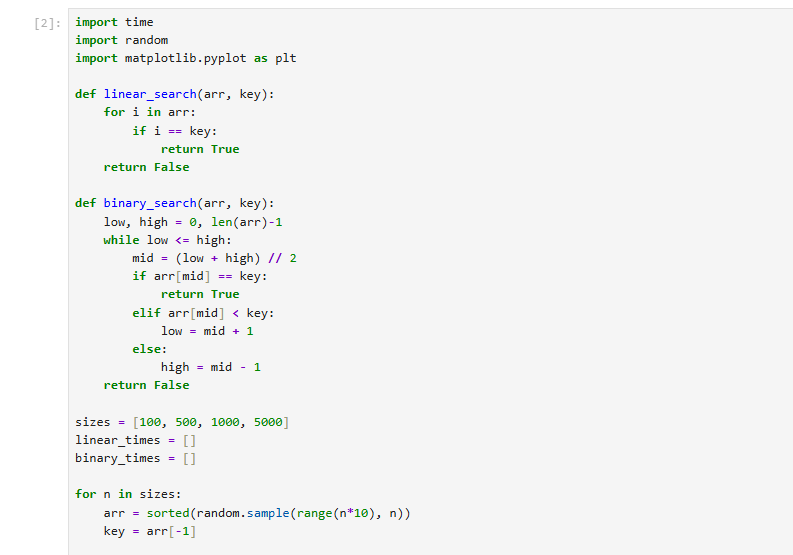 [2]:
import time
import random
import matplotlib.pyplot as plt

def linear_search(arr, key):
    for i in arr:
        if i == key:
            return True
    return False

def binary_search(arr, key):
    low, high = 0, len(arr)-1
    while low <= high:
        mid = (low + high) // 2
        if arr[mid] == key:
            return True
        elif arr[mid] < key:
            low = mid + 1
        else:
            high = mid - 1
    return False

sizes = [100, 500, 1000, 5000]
linear_times = []
binary_times = []

for n in sizes:
    arr = sorted(random.sample(range(n*10), n))
    key = arr[-1]